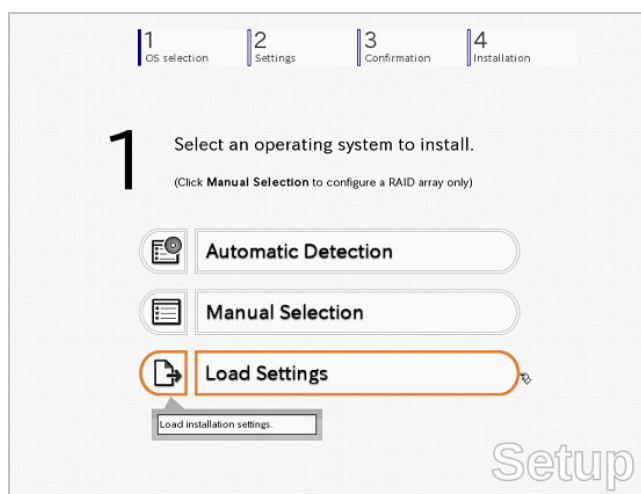 1
OS selection
2
Settings
3
Confirmation
4
Installation
1
Select an operating system to install.
(Click Manual Selection to configure a RAID array only)
Automatic Detection
Manual Selection
Load Settings
Load installation settings.
Setup